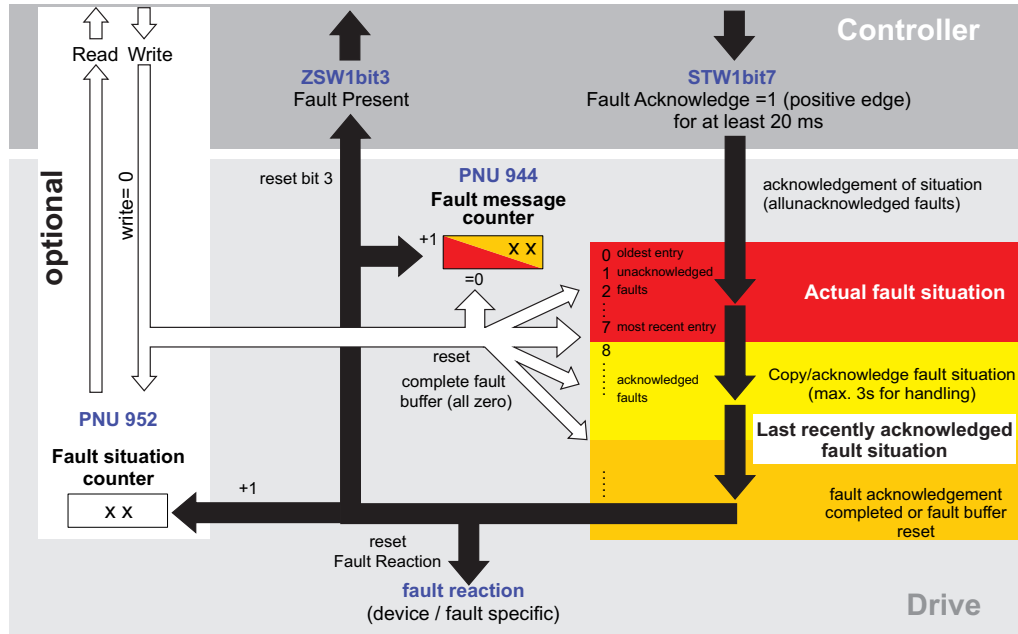 Controller
Read Write
ZSW1bit3
Fault Present
STW1bit7
Fault Acknowledge =1 (positive edge)
for at least 20 ms
optional
write= 0
reset bit 3
PNU 944
Fault message
counter
+1
x x
=0
acknowledgement of situation
(allunacknowledged faults)
0 oldest entry
1 unacknowledged
2 faults
7 most recent entry
Actual fault situation
8
acknowledged
faults
Copy/acknowledge fault situation
(max. 3s for handling)
Last recently acknowledged
fault situation
fault acknowledgement
completed or fault buffer
reset
reset
complete fault
buffer (all zero)
PNU 952
Fault situation
counter
x x
+1
reset
Fault Reaction
fault reaction
(device / fault specific)
Drive